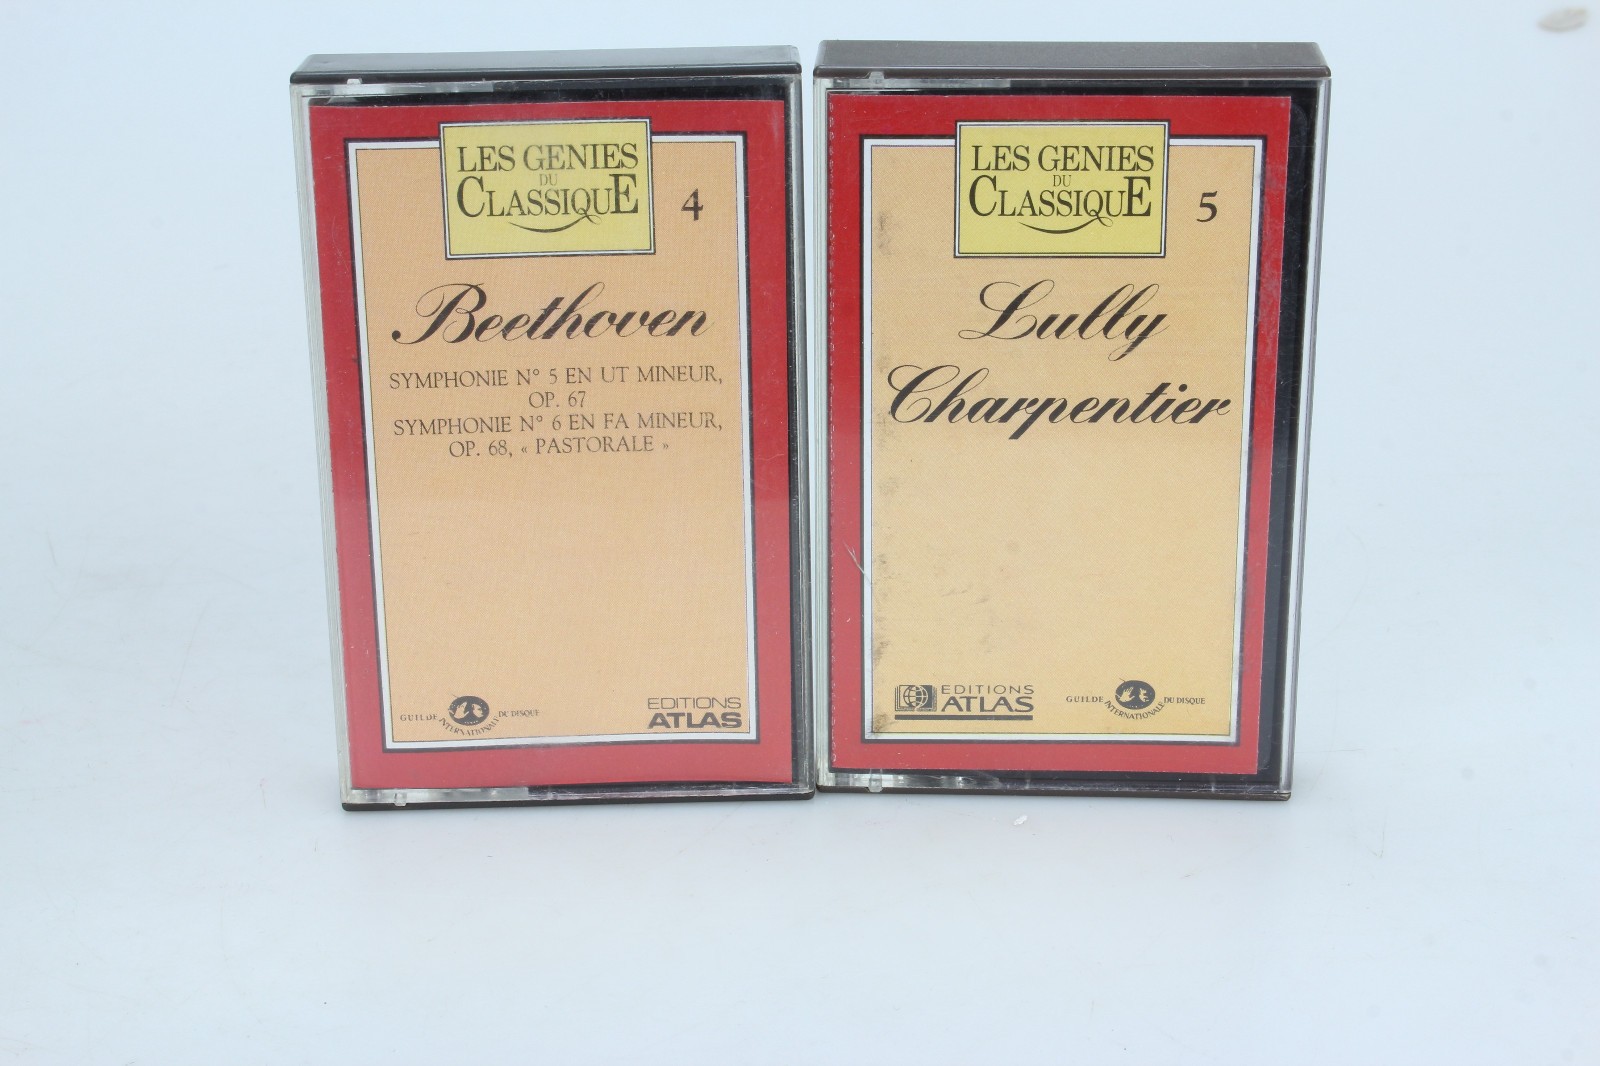 LES GENIES
DU
CLASSIQUE
4
Beethoven
SYMPHONIE N° 5 EN UT MINEUR,
OP. 67
SYMPHONIE N° 6 EN FA MINEUR,
OP. 68, « PASTORALE »
GUILDE INTERNATIONALE DU DISQUE
EDITIONS
ATLAS
LES GENIES
DU
CLASSIQUE
5
Lully
Charpentier
EDITIONS
ATLAS
GUILDE INTERNATIONALE DU DISQUE